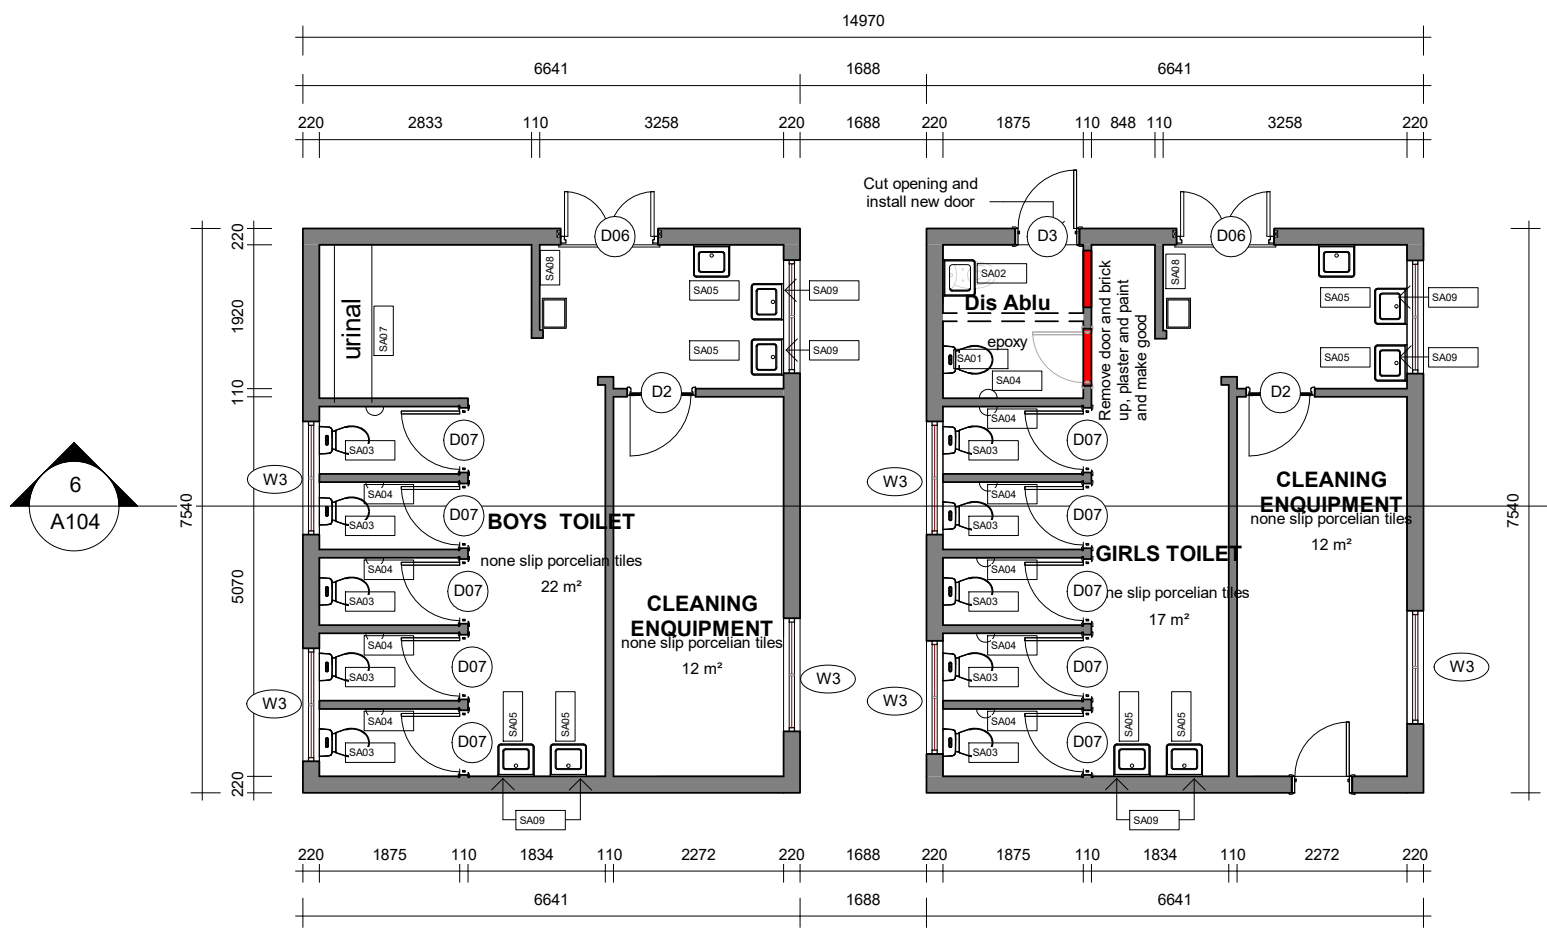 14970
6641 1688 6641
220 2833 110 3258 220 1688 220 1875 110 848 110 3258 220
Cut opening and
install new door
D06 D3 D06
220 1920 110 5070 220
7540
7540
urinal
SA07
SA08
SA05
SA09
SA05
SA09
D2
SA02
Dis Ablu
epoxy
SA01
SA04
Remove door and brick
up, plaster and paint
and make good
SA08
SA05
SA09
SA05
SA09
D2
6
A104
W3
W3
SA03
D07
SA04
SA03
D07
SA04
SA03
D07
SA04
SA03
D07
SA04
SA03
D07
BOYS TOILET
none slip porcelian tiles
22 m²
CLEANING
ENQUIPMENT
none slip porcelian tiles
12 m²
W3
SA05
SA05
SA09
W3
W3
SA04
SA03
D07
SA04
SA03
D07
SA04
SA03
D07
SA04
SA03
D07
SA04
SA03
D07
GIRLS TOILET
ne slip porcelian tiles
17 m²
CLEANING
ENQUIPMENT
none slip porcelian tiles
12 m²
W3
SA05
SA05
SA09
220 1875 110 1834 110 2272 220 1688 220 1875 110 1834 110 2272 220
6641 1688 6641